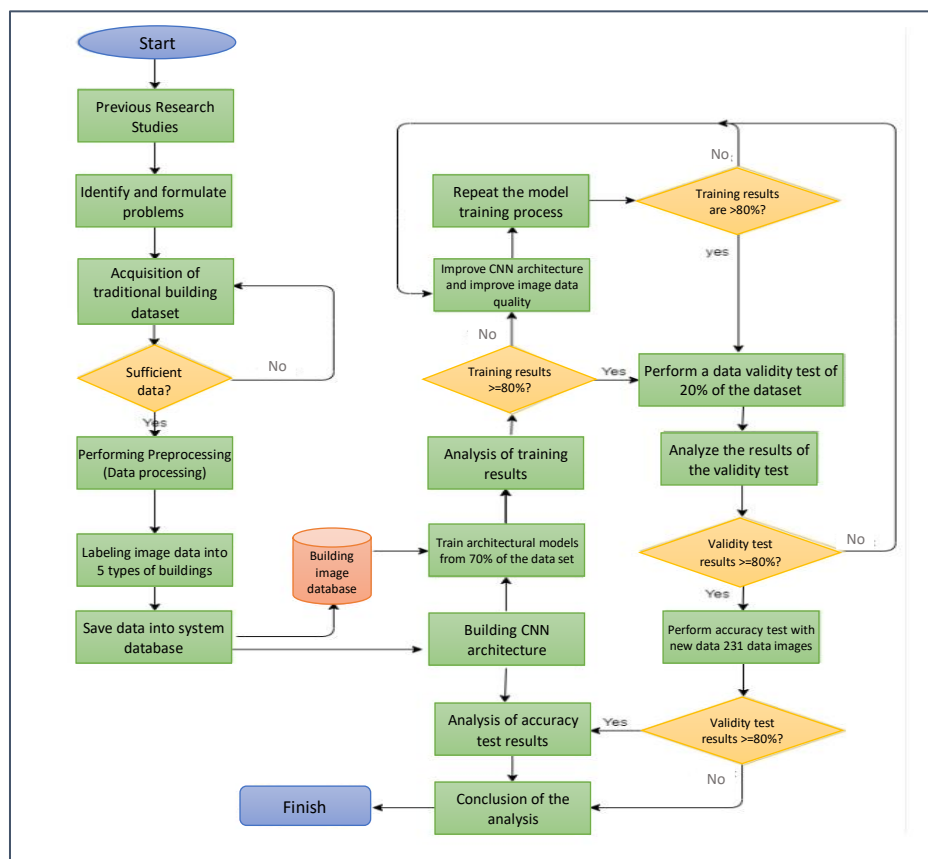 Start
Previous Research
Studies
Identify and formulate
problems
Acquisition of
traditional building
dataset
Sufficient
data?
No
Yes
Performing Preprocessing
(Data processing)
Labeling image data into
5 types of buildings
Save data into system
database
Building
image
database
Building CNN
architecture
Train architectural models
from 70% of the data set
Analysis of training
results
Training results
>=80%?
No
Yes
Improve CNN architecture
and improve image data
quality
Repeat the model
training process
Training results
are >80%?
No
yes
Perform a data validity test of
20% of the dataset
Analyze the results of
the validity test
Validity test
results >=80%?
No
Yes
Perform accuracy test with
new data 231 data images
Validity test
results >=80%?
Yes
No
Analysis of accuracy
test results
Conclusion of the
analysis
Finish